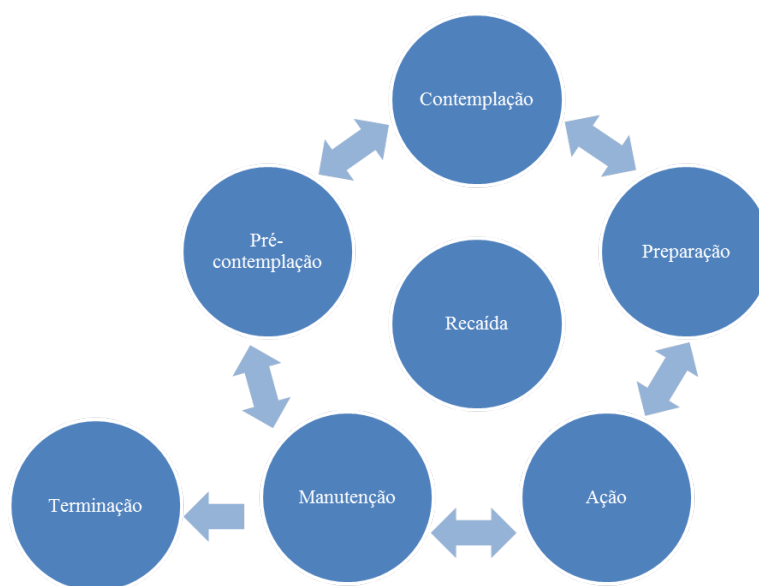 Contemplação
Pré-
contemplação
Preparação
Recaída
Terminação
Manutenção
Ação